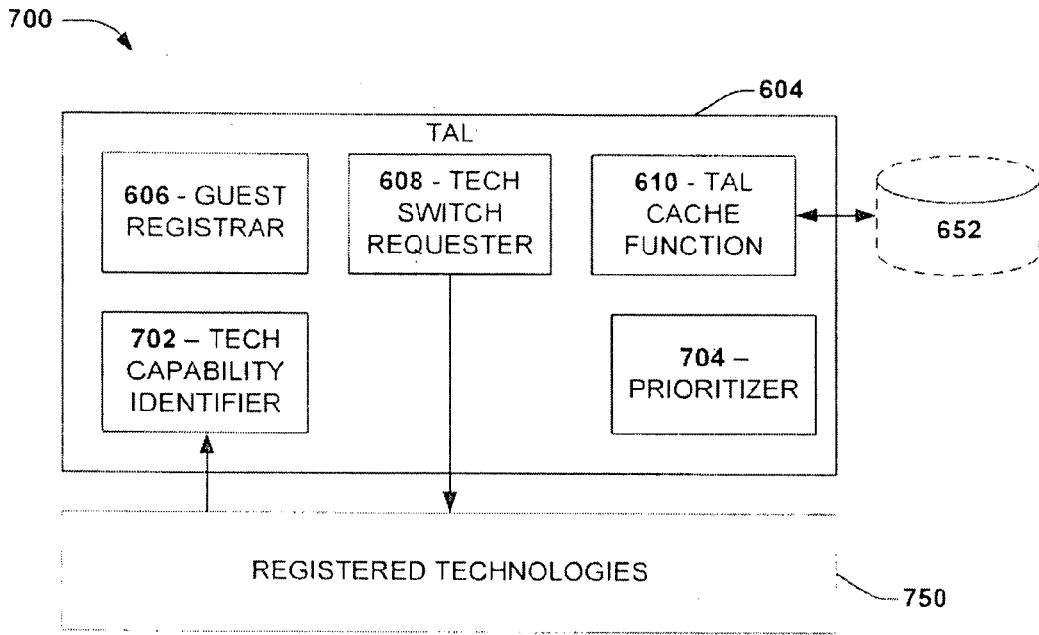 700
604
TAL
606 - GUEST
REGISTRAR
608 - TECH
SWITCH
REQUESTER
610 - TAL
CACHE
FUNCTION
652
702 – TECH
CAPABILITY
IDENTIFIER
704 –
PRIORITIZER
REGISTERED TECHNOLOGIES
750